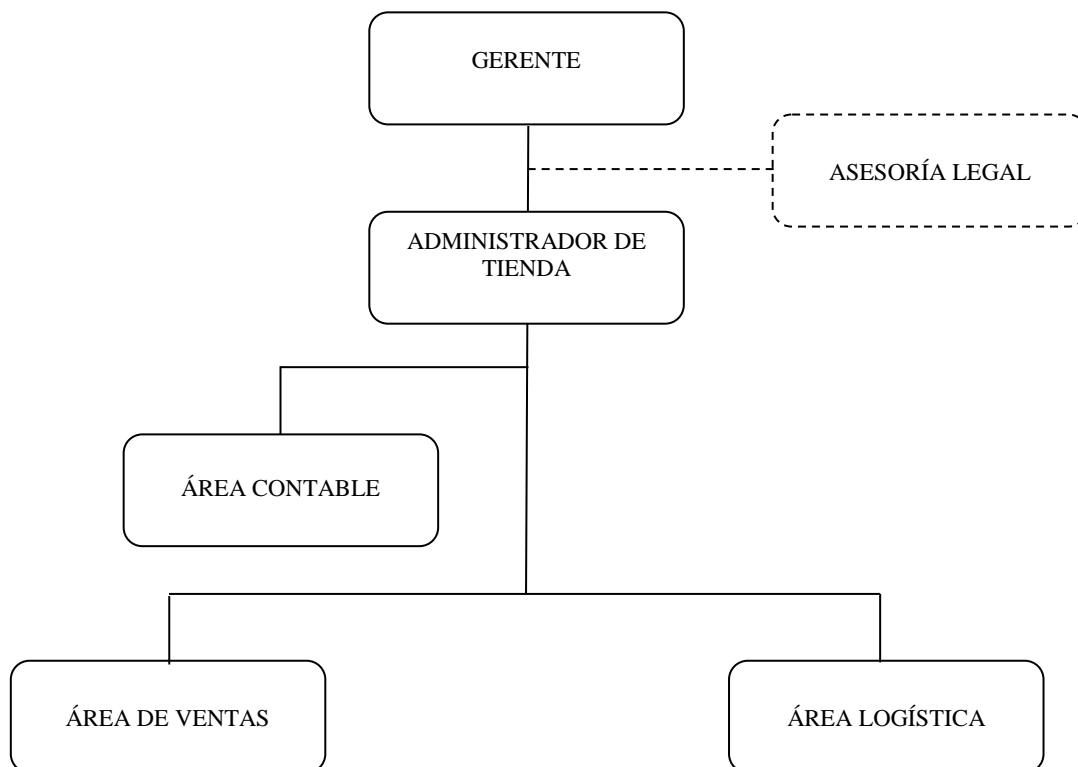 GERENTE
ASESORÍA LEGAL
ADMINISTRADOR DE
TIENDA
ÁREA CONTABLE
ÁREA DE VENTAS
ÁREA LOGÍSTICA